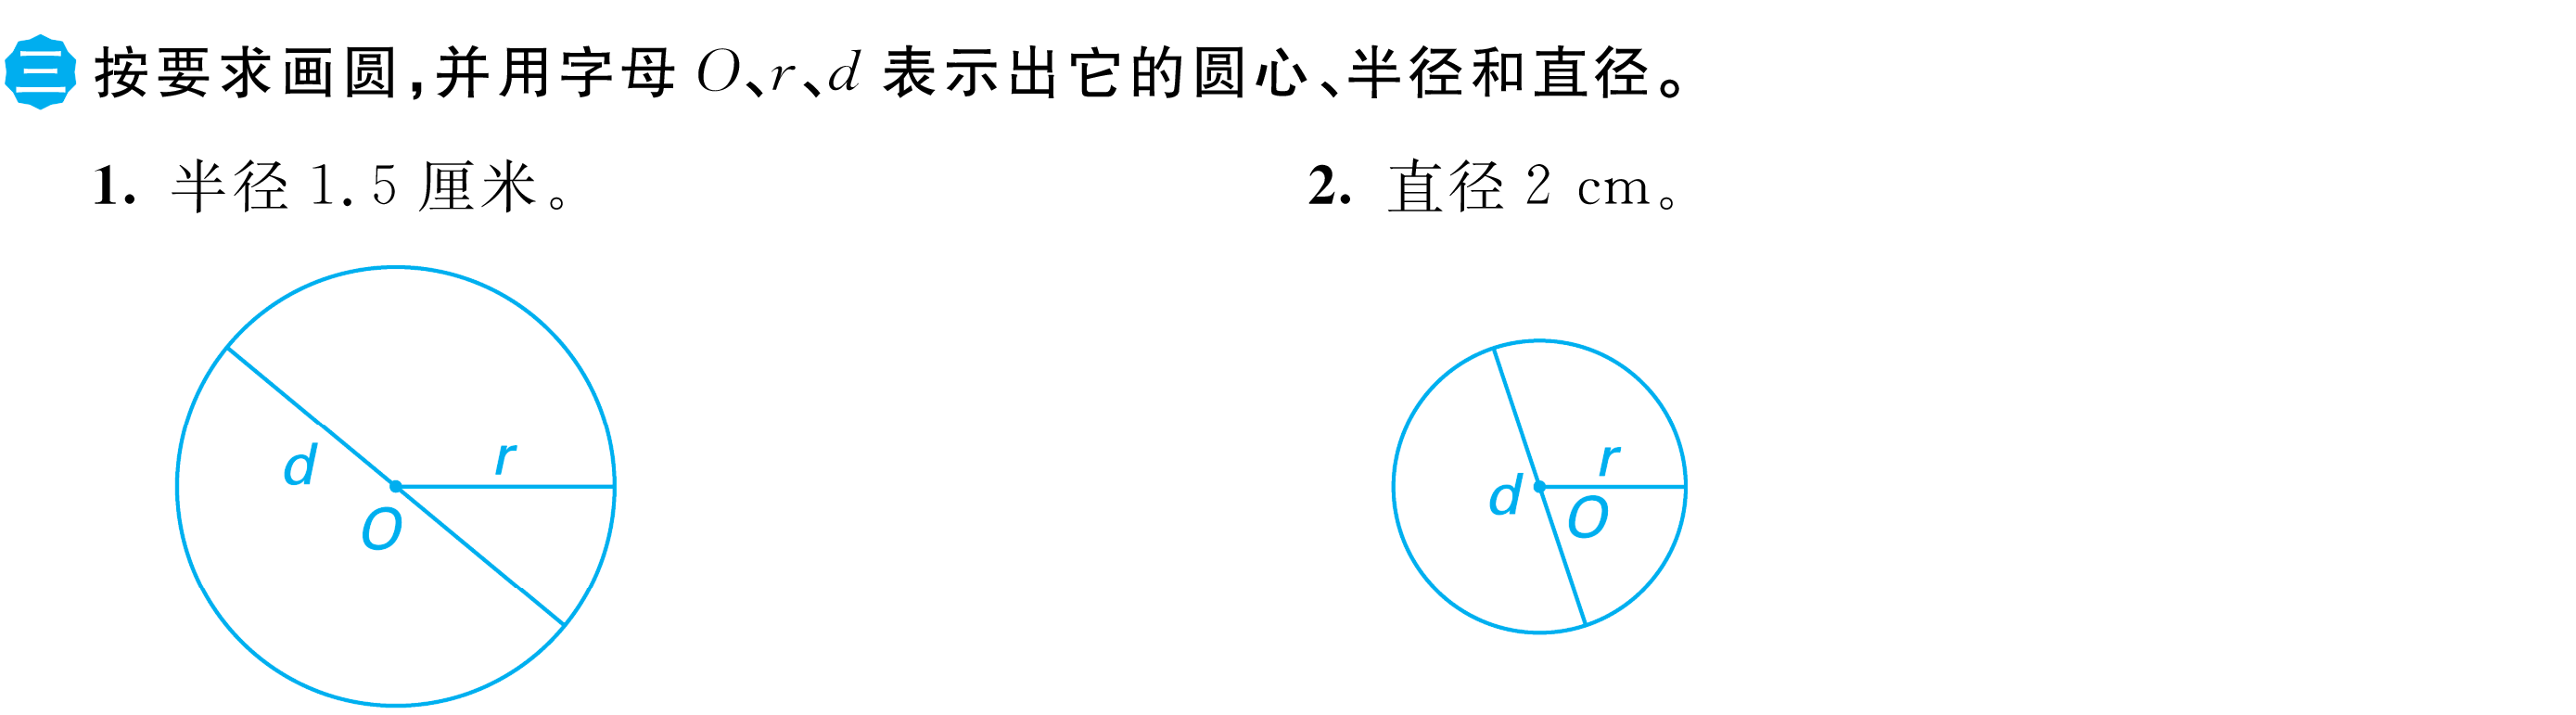 三 按要求画圆,并用字母 O、r、d 表示出它的圆心、半径和直径。
1. 半径 1.5 厘米。
2. 直径 2 cm。
d
r
O
d
r
O